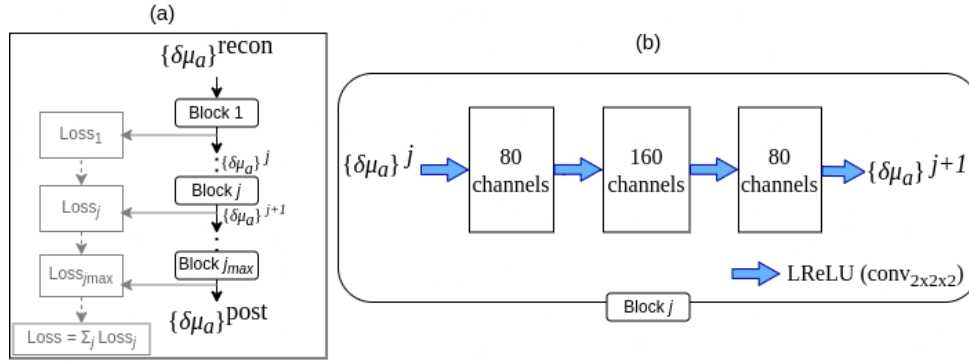 (a)
{δμₐ}ʳᵉᶜᵒⁿ
Block 1
Loss₁
{δμₐ} ʲ
Block j
{δμₐ} ʲ⁺¹
Lossⱼ
Block jₘₐₓ
Lossⱼₘₐₓ
{δμₐ}ᵖᵒˢᵗ
Loss = Σⱼ Lossⱼ
(b)
{δμₐ} ʲ
80
channels
160
channels
80
channels
{δμₐ} ʲ⁺¹
LReLU (conv₂ₓ₂ₓ₂)
Block j